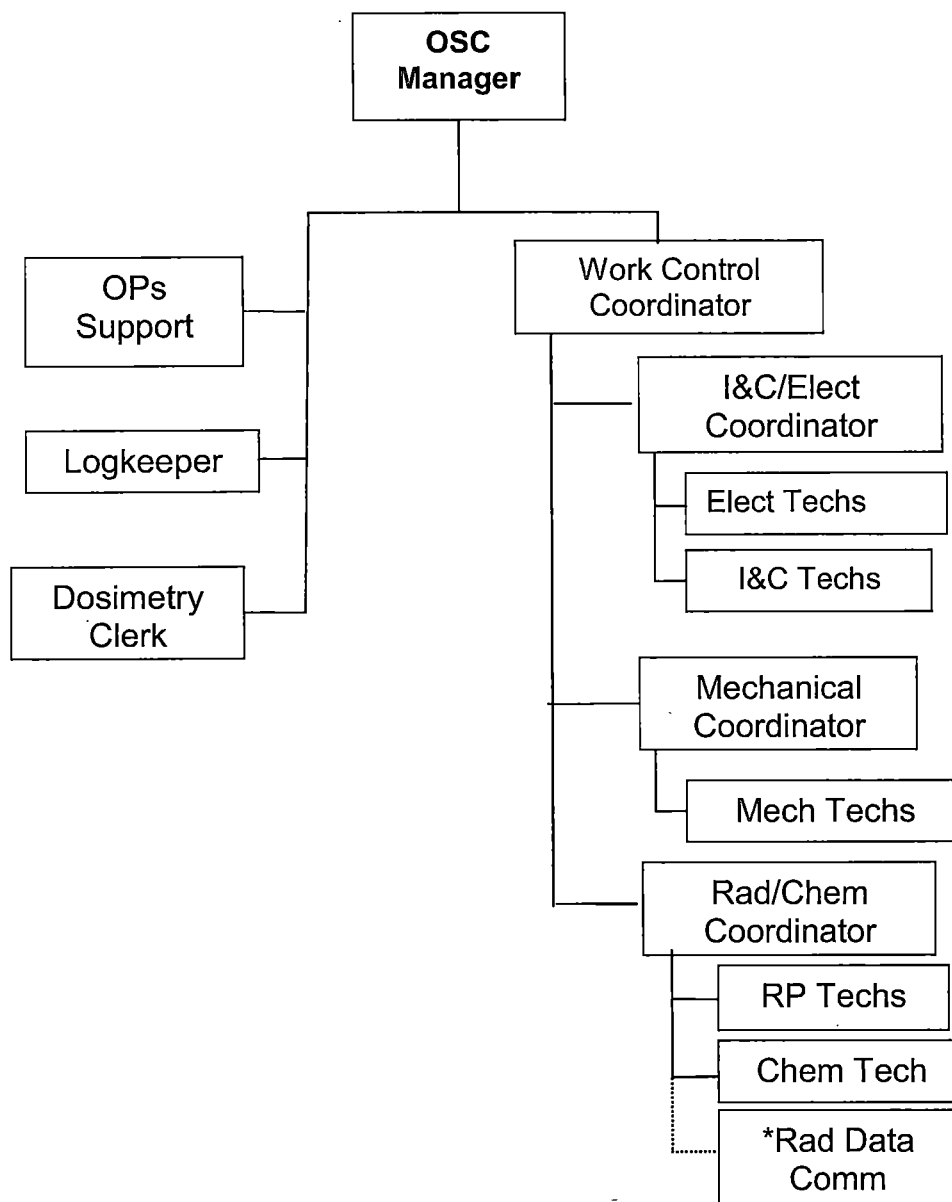 OSC
Manager
OPs
Support
Logkeeper
Dosimetry
Clerk
Work Control
Coordinator
I&C/Elect
Coordinator
Elect Techs
I&C Techs
Mechanical
Coordinator
Mech Techs
Rad/Chem
Coordinator
RP Techs
Chem Tech
*Rad Data
Comm